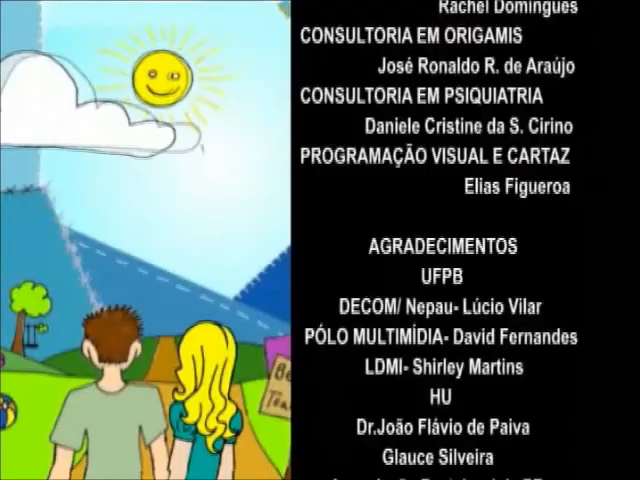 Rachel Domingues
CONSULTORIA EM ORIGAMIS
José Ronaldo R. de Araújo
CONSULTORIA EM PSIQUIATRIA
Daniele Cristine da S. Cirino
PROGRAMAÇÃO VISUAL E CARTAZ
Elias Figueroa
AGRADECIMENTOS
UFPB
DECOM/ Nepau- Lúcio Vilar
PÓLO MULTIMÍDIA- David Fernandes
LDMI- Shirley Martins
HU
Dr.João Flávio de Paiva
Glauce Silveira